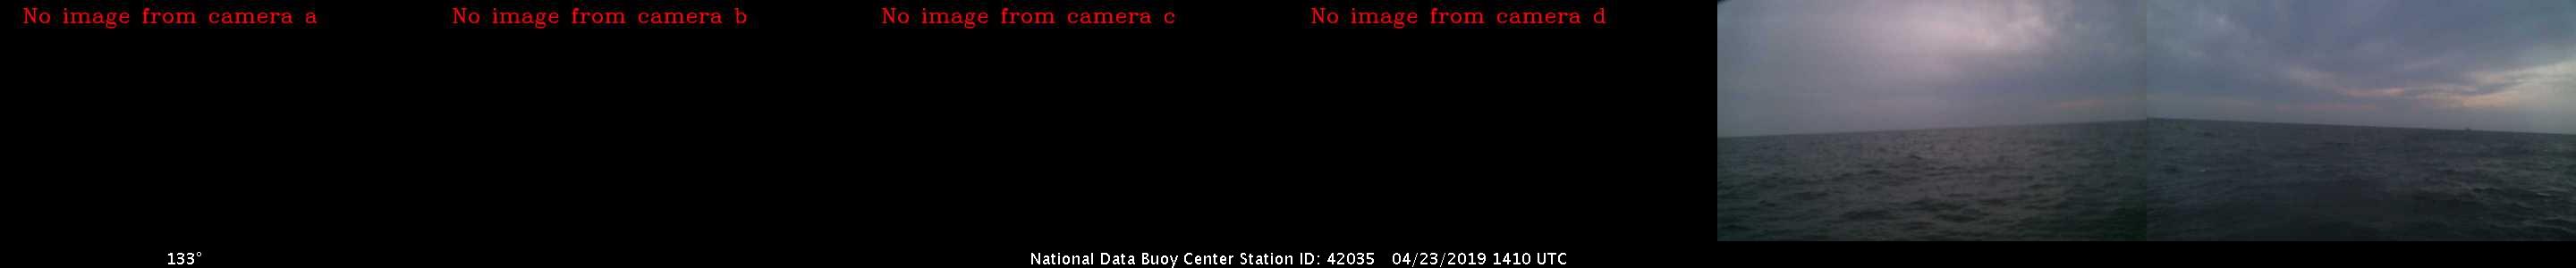 No image from camera a
No image from camera b
No image from camera c
No image from camera d
133°
National Data Buoy Center Station ID: 42035 04/23/2019 1410 UTC